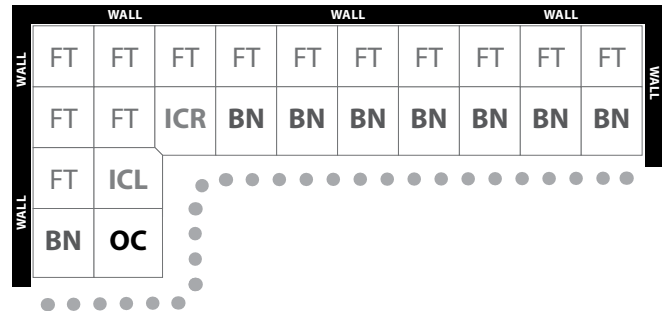 WALL WALL WALL
WALL FT FT FT FT FT FT FT FT FT FT WALL
FT FT ICR BN BN BN BN BN BN BN
FT ICL
WALL BN OC